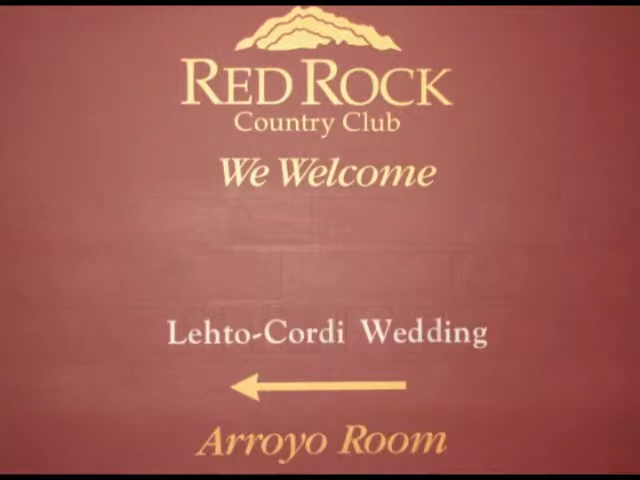 RED ROCK
Country Club
We Welcome
Lehto-Cordi Wedding
Arroyo Room